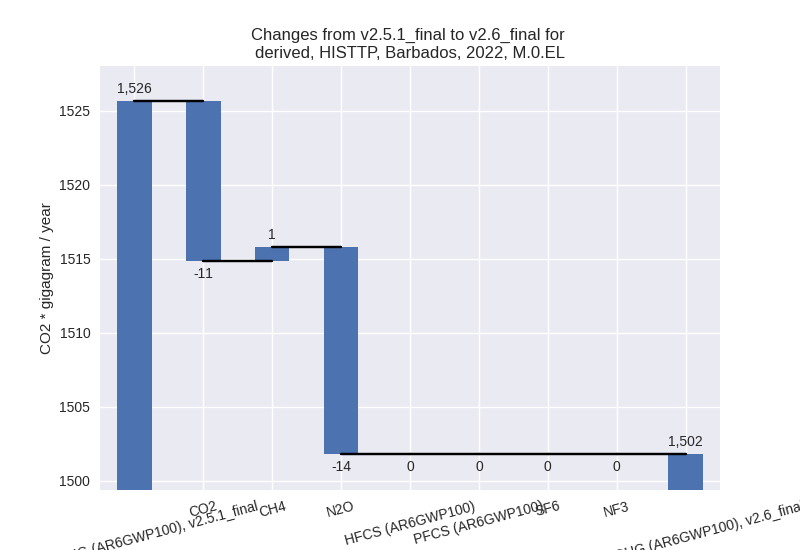 Changes from v2.5.1_final to v2.6_final for
derived, HISTTP, Barbados, 2022, M.0.EL
CO2 * gigagram / year
1525
1520
1515
1510
1505
1500
1,526
-11
1
-14
0
0
0
0
1,502
(AR6GWP100), v2.5.1_final
CO2
CH4
N2O
HFCS (AR6GWP100)
PFCS (AR6GWP100)
SF6
NF3
(AR6GWP100), v2.6_final